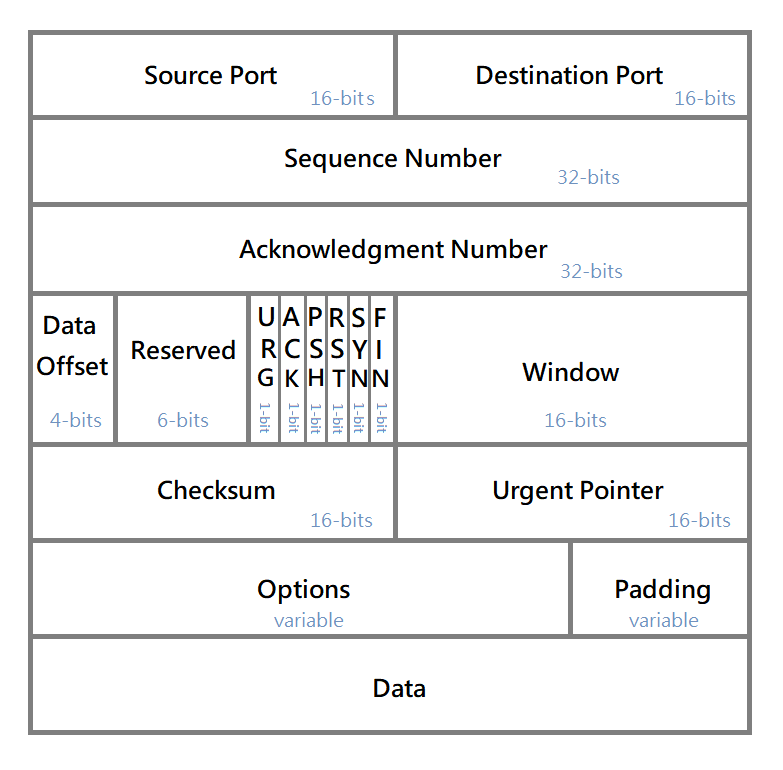 Source Port
16-bits
Destination Port
16-bits
Sequence Number
32-bits
Acknowledgment Number
32-bits
Data
Offset
4-bits
Reserved
6-bits
URG
1-bit
ACK
1-bit
PSH
1-bit
RST
1-bit
SYN
1-bit
FIN
1-bit
Window
16-bits
Checksum
16-bits
Urgent Pointer
16-bits
Options
variable
Padding
variable
Data